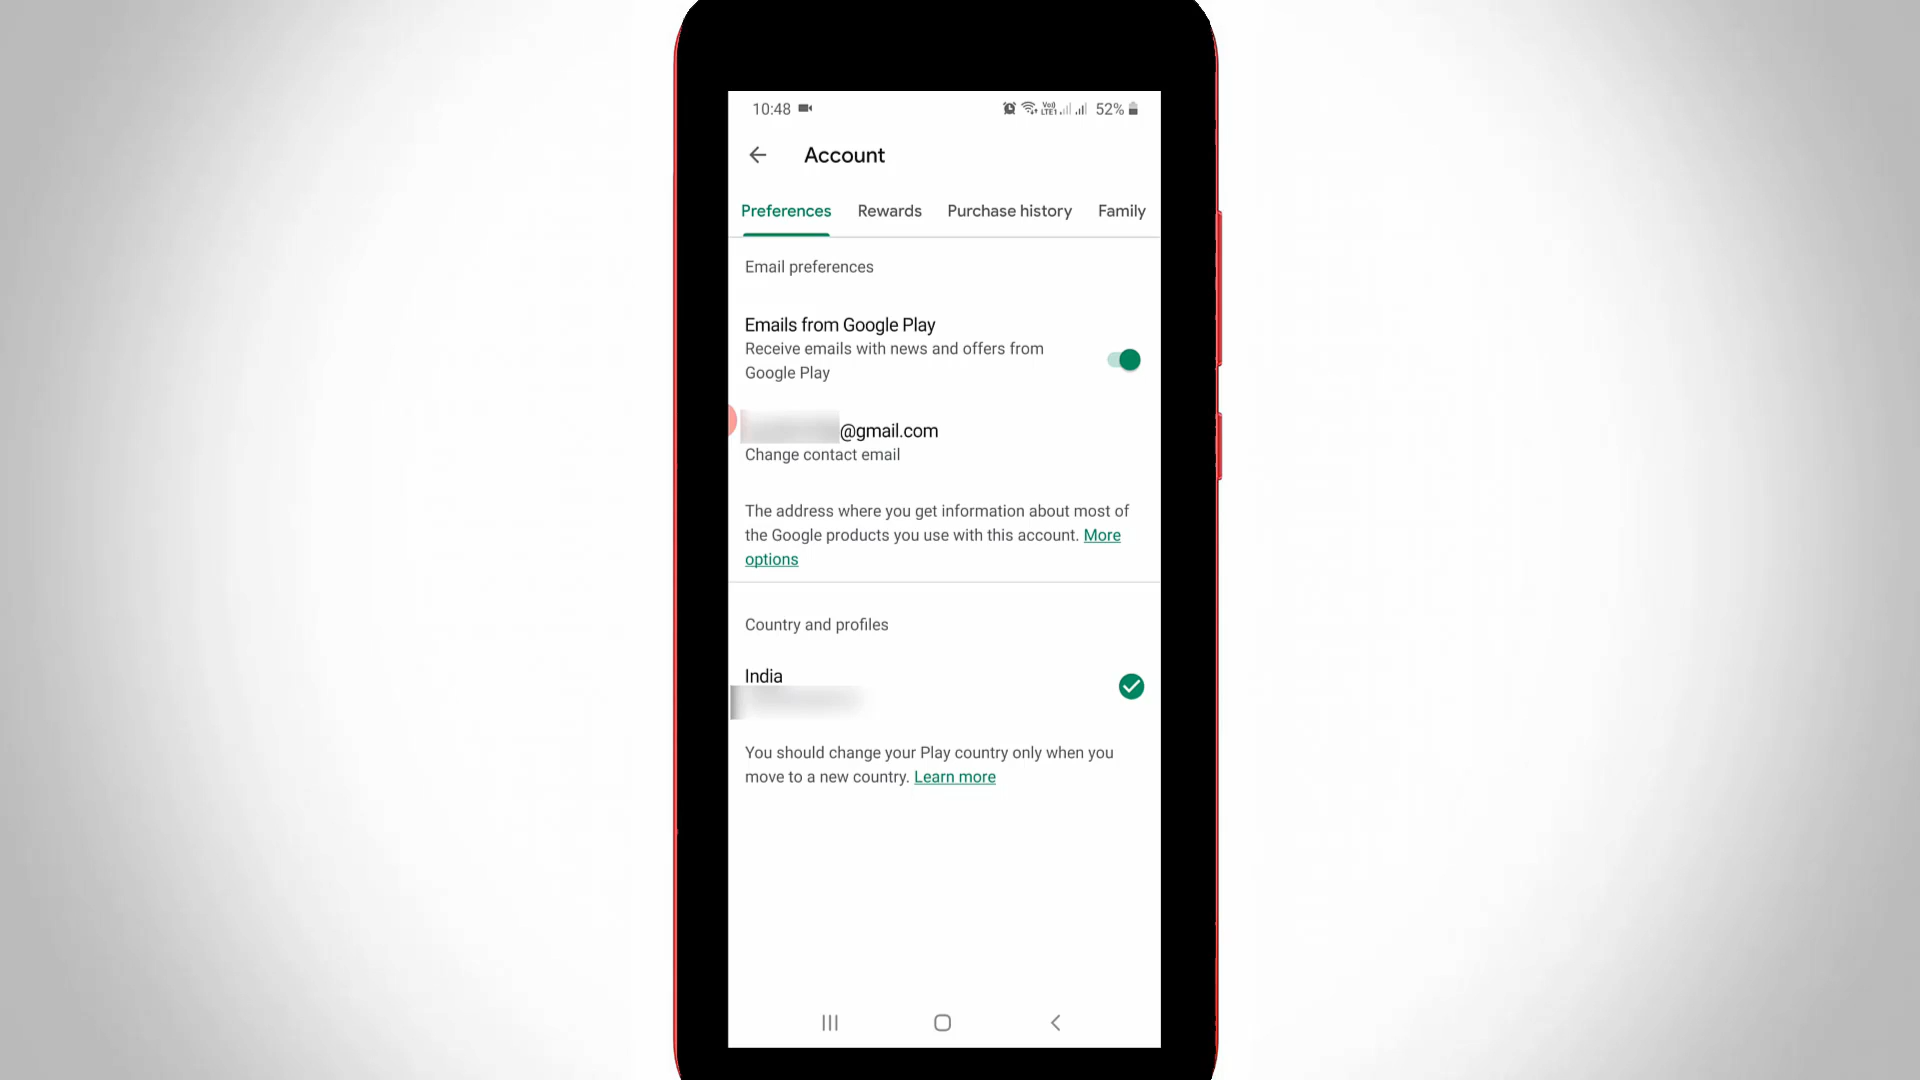 10:48 52%
Account
Preferences Rewards Purchase history Family
Email preferences
Emails from Google Play
Receive emails with news and offers from
Google Play
@gmail.com
Change contact email
The address where you get information about most of
the Google products you use with this account. More
options
Country and profiles
India
You should change your Play country only when you
move to a new country. Learn more